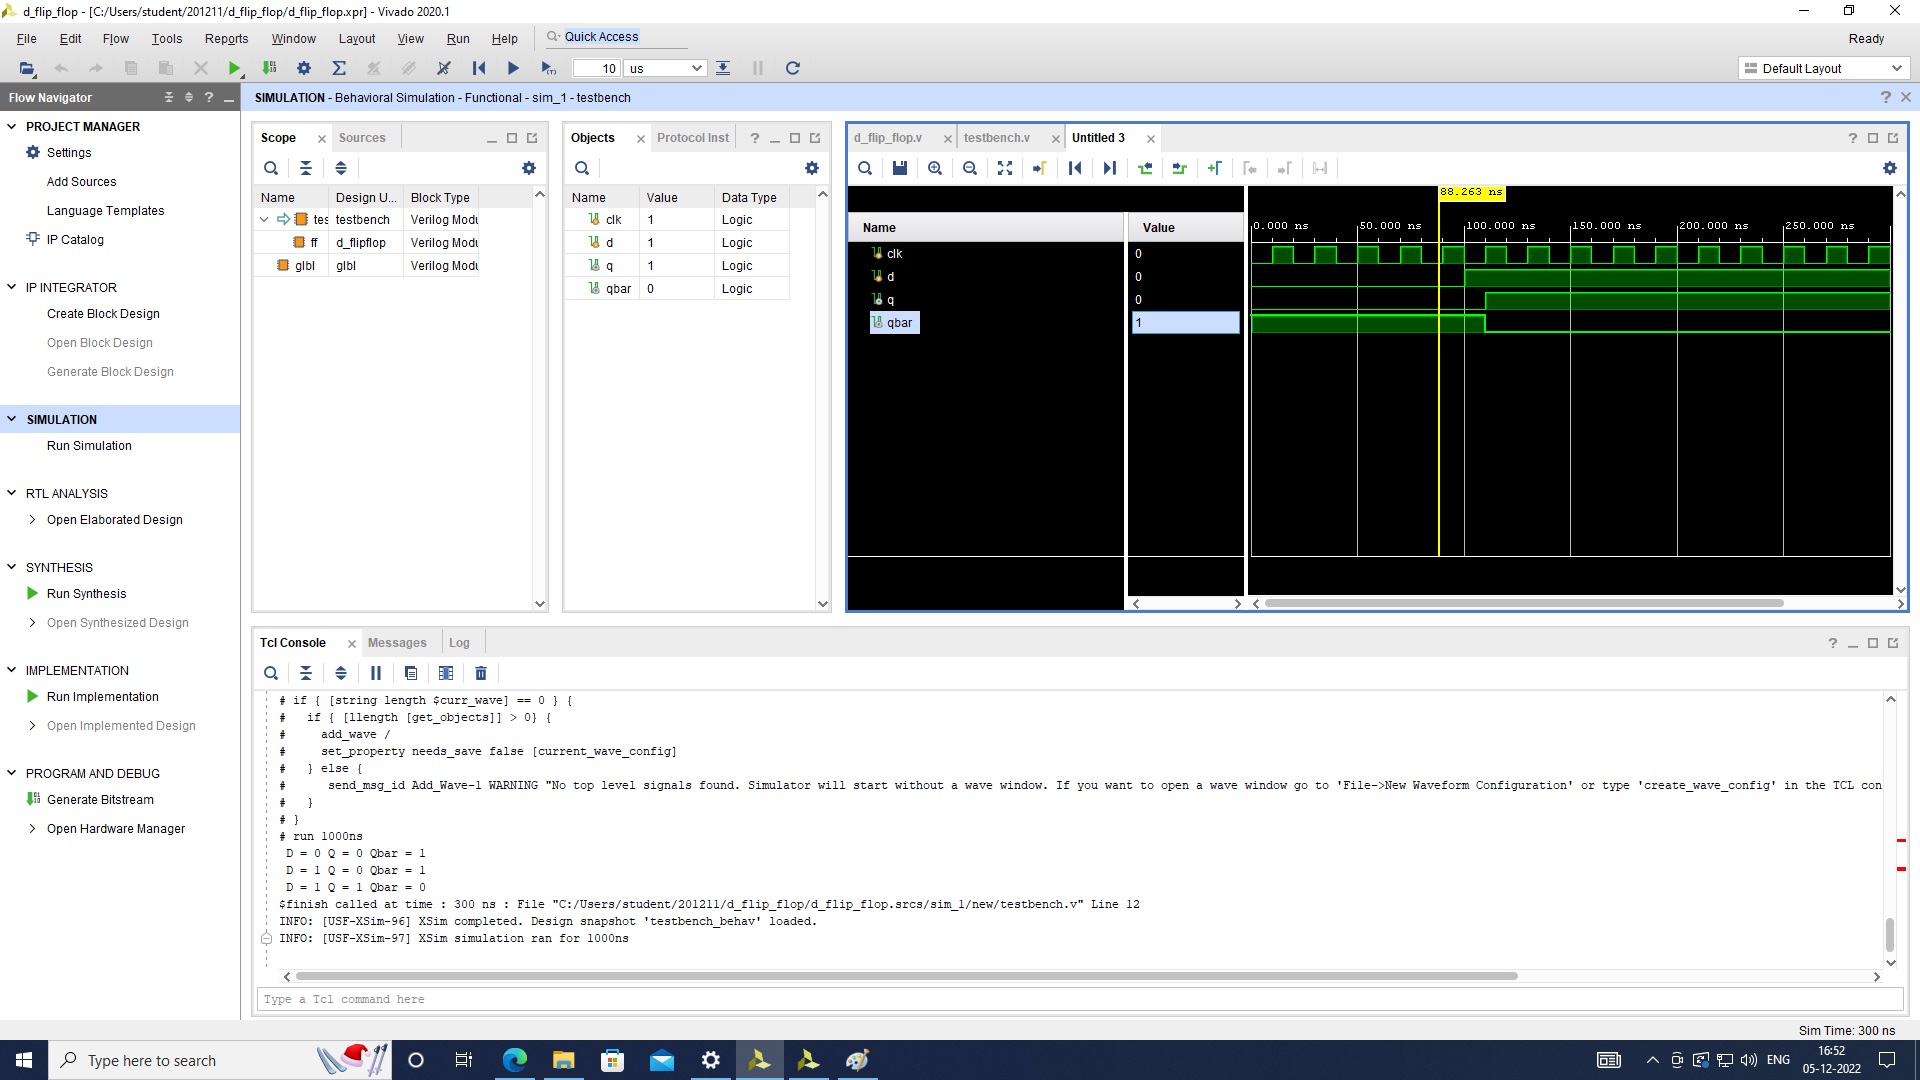 d_flip_flop - [C:/Users/student/201211/d_flip_flop/d_flip_flop.xpr] - Vivado 2020.1
File Edit Flow Tools Reports Window Layout View Run Help Quick Access Ready
10 us Default Layout
Flow Navigator
SIMULATION - Behavioral Simulation - Functional - sim_1 - testbench
PROJECT MANAGER
Settings
Add Sources
Language Templates
IP Catalog
IP INTEGRATOR
Create Block Design
Open Block Design
Generate Block Design
SIMULATION
Run Simulation
RTL ANALYSIS
Open Elaborated Design
SYNTHESIS
Run Synthesis
Open Synthesized Design
IMPLEMENTATION
Run Implementation
Open Implemented Design
PROGRAM AND DEBUG
Generate Bitstream
Open Hardware Manager
Scope Sources
Name Design U... Block Type
tes testbench Verilog Modu
ff d_flipflop Verilog Modu
glbl glbl Verilog Modu
Objects Protocol Inst
Name Value Data Type
clk 1 Logic
d 1 Logic
q 1 Logic
qbar 0 Logic
d_flip_flop.v testbench.v Untitled 3
88.263 ns
Name Value
0.000 ns 50.000 ns 100.000 ns 150.000 ns 200.000 ns 250.000 ns
clk 0
d 0
q 0
qbar 1
Tcl Console Messages Log
# if { [string length $curr_wave] == 0 } {
#   if { [llength [get_objects]] > 0} {
#     add_wave /
#     set_property needs_save false [current_wave_config]
#   } else {
#      send_msg_id Add_Wave-1 WARNING "No top level signals found. Simulator will start without a wave window. If you want to open a wave window go to 'File->New Waveform Configuration' or type 'create_wave_config' in the TCL con
#   }
# }
# run 1000ns
D = 0 Q = 0 Qbar = 1
D = 1 Q = 0 Qbar = 1
D = 1 Q = 1 Qbar = 0
$finish called at time : 300 ns : File "C:/Users/student/201211/d_flip_flop/d_flip_flop.srcs/sim_1/new/testbench.v" Line 12
INFO: [USF-XSim-96] XSim completed. Design snapshot 'testbench_behav' loaded.
INFO: [USF-XSim-97] XSim simulation ran for 1000ns
Type a Tcl command here
Sim Time: 300 ns
Type here to search
ENG
16:52
05-12-2022